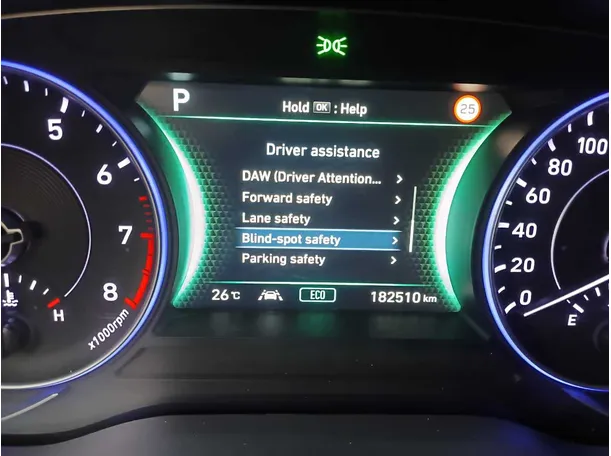 P
Hold OK : Help
25
Driver assistance
DAW (Driver Attention... >
Forward safety >
Lane safety >
Blind-spot safety >
Parking safety >
26°C
ECO
182510 km
5
6
7
8
x1000rpm
H
100
80
60
40
20
0
E